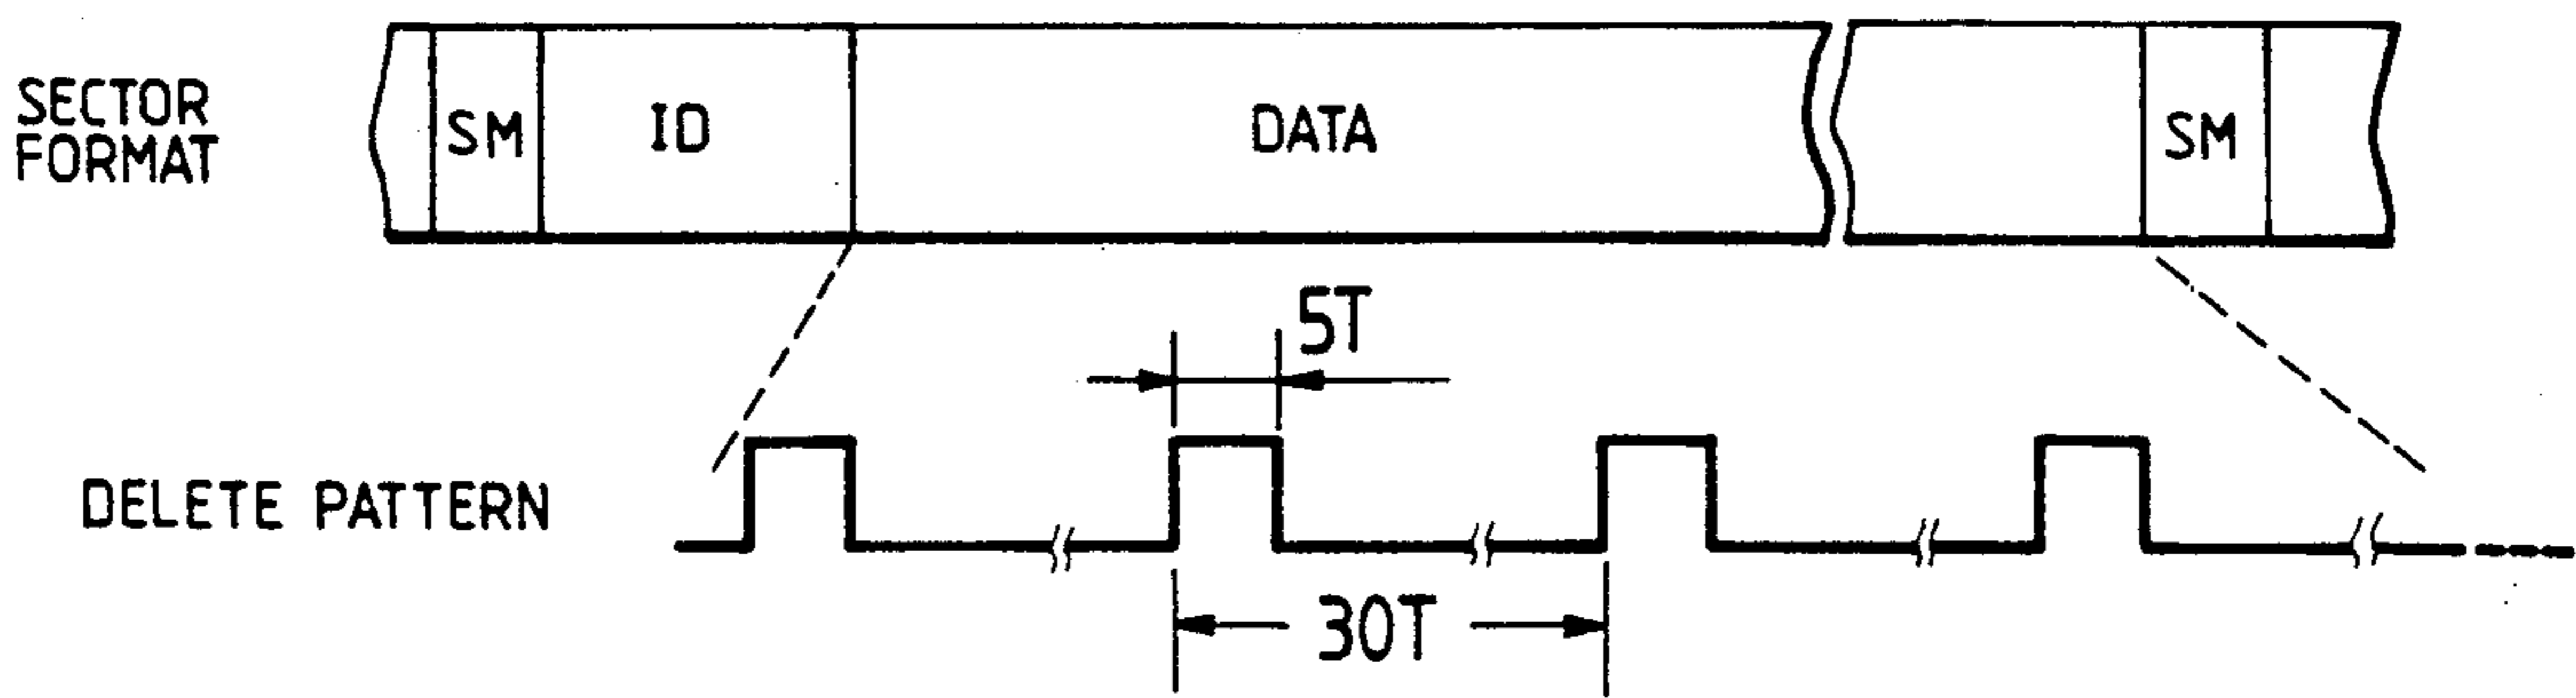 SECTOR
FORMAT
SM
ID
DATA
SM
5T
DELETE PATTERN
30T